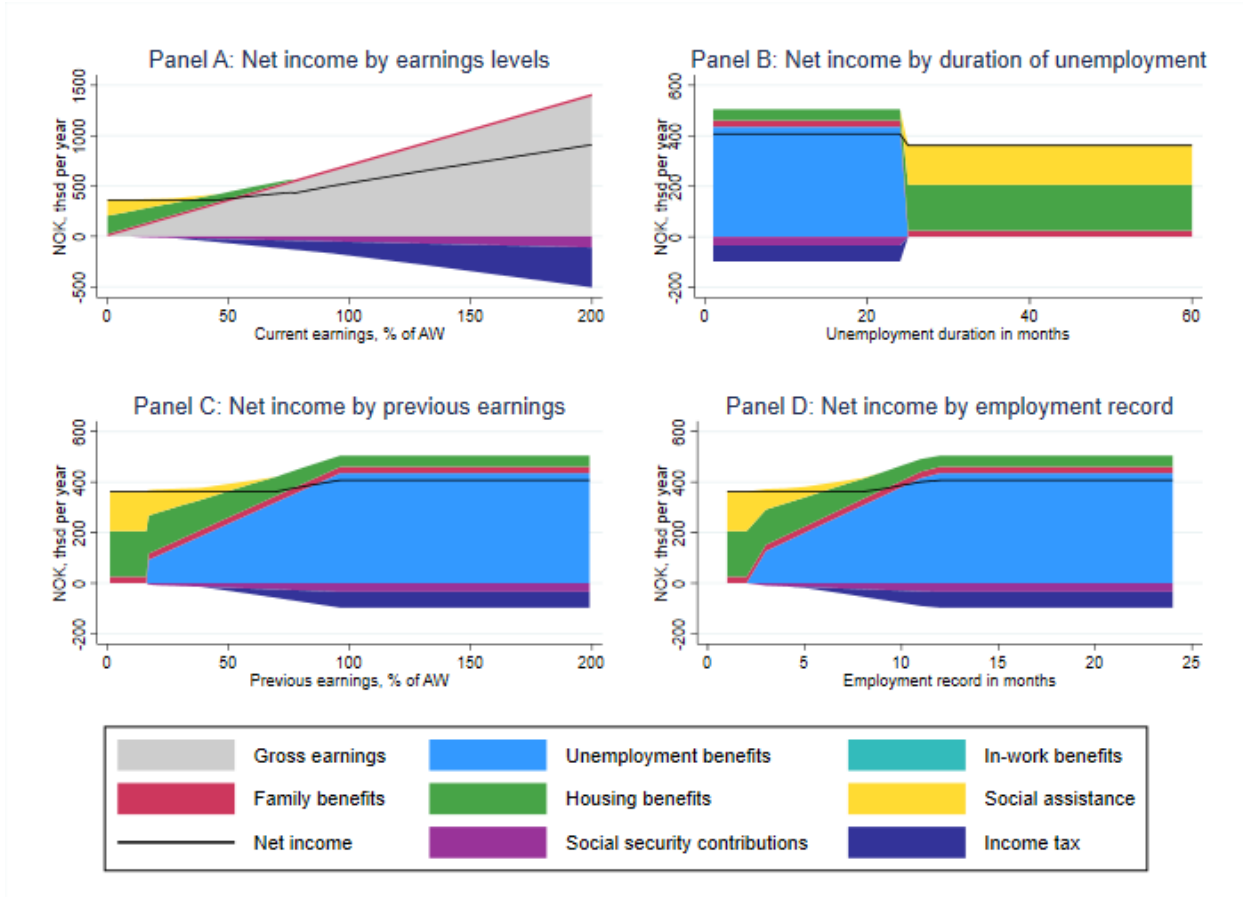 Panel A: Net income by earnings levels
NOK, thsd per year
-500 0 500 1000 1500
0 50 100 150 200
Current earnings, % of AW
Panel B: Net income by duration of unemployment
NOK, thsd per year
-200 0 200 400 600
0 20 40 60
Unemployment duration in months
Panel C: Net income by previous earnings
NOK, thsd per year
-200 0 200 400 600
0 50 100 150 200
Previous earnings, % of AW
Panel D: Net income by employment record
NOK, thsd per year
-200 0 200 400 600
0 5 10 15 20 25
Employment record in months
Gross earnings Unemployment benefits In-work benefits
Family benefits Housing benefits Social assistance
Net income Social security contributions Income tax